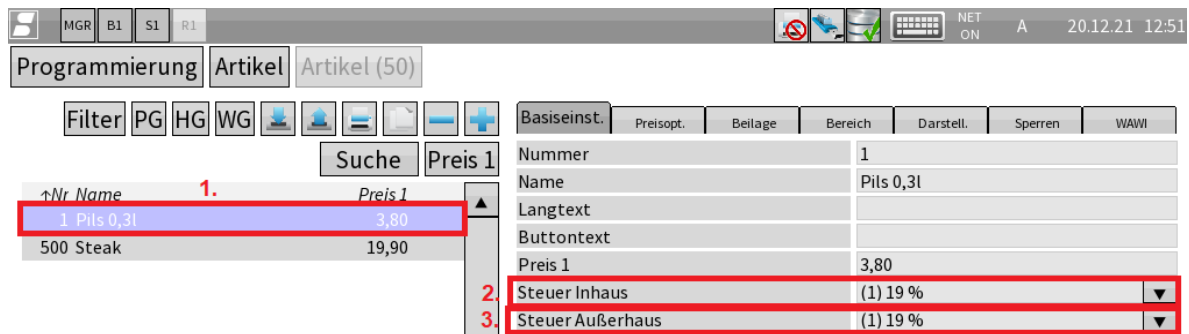 MGR B1 S1 R1 NET ON A 20.12.21 12:51
Programmierung Artikel Artikel (50)
Filter PG HG WG
Suche Preis 1
↑Nr Name 1. Preis 1
1 Pils 0,3l 3,80
500 Steak 19,90
Basiseinst. Preisopt. Beilage Bereich Darstell. Sperren WAWI
Nummer 1
Name Pils 0,3l
Langtext
Buttontext
Preis 1 3,80
2. Steuer Inhaus (1) 19 %
3. Steuer Außerhaus (1) 19 %